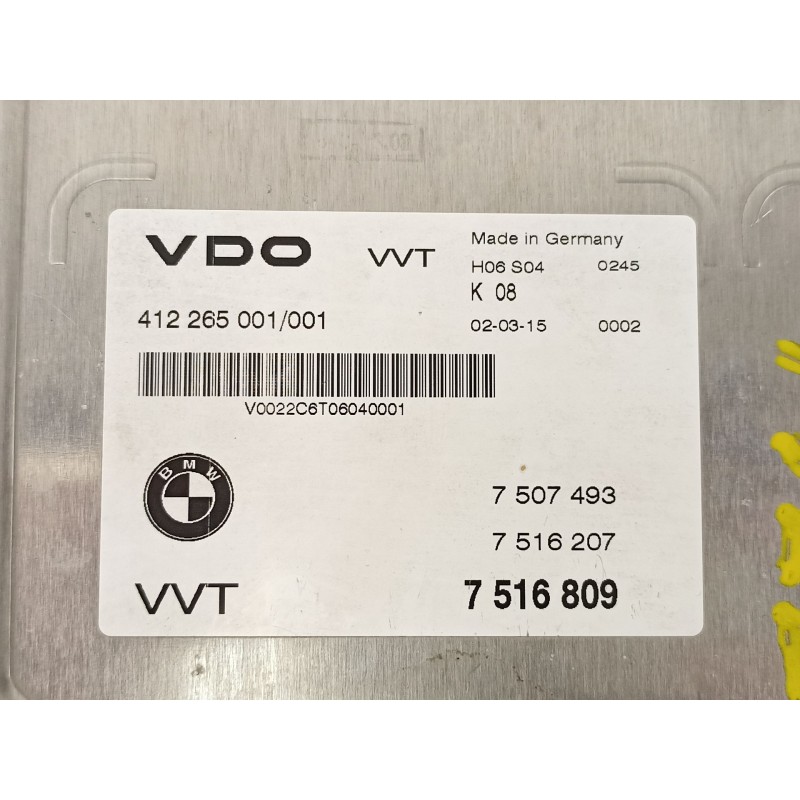 VDO VVT Made in Germany
H06 S04 0245
K 08
412 265 001/001 02-03-15 0002
V0022C6T06040001
BMW
7 507 493
7 516 207
VVT 7 516 809